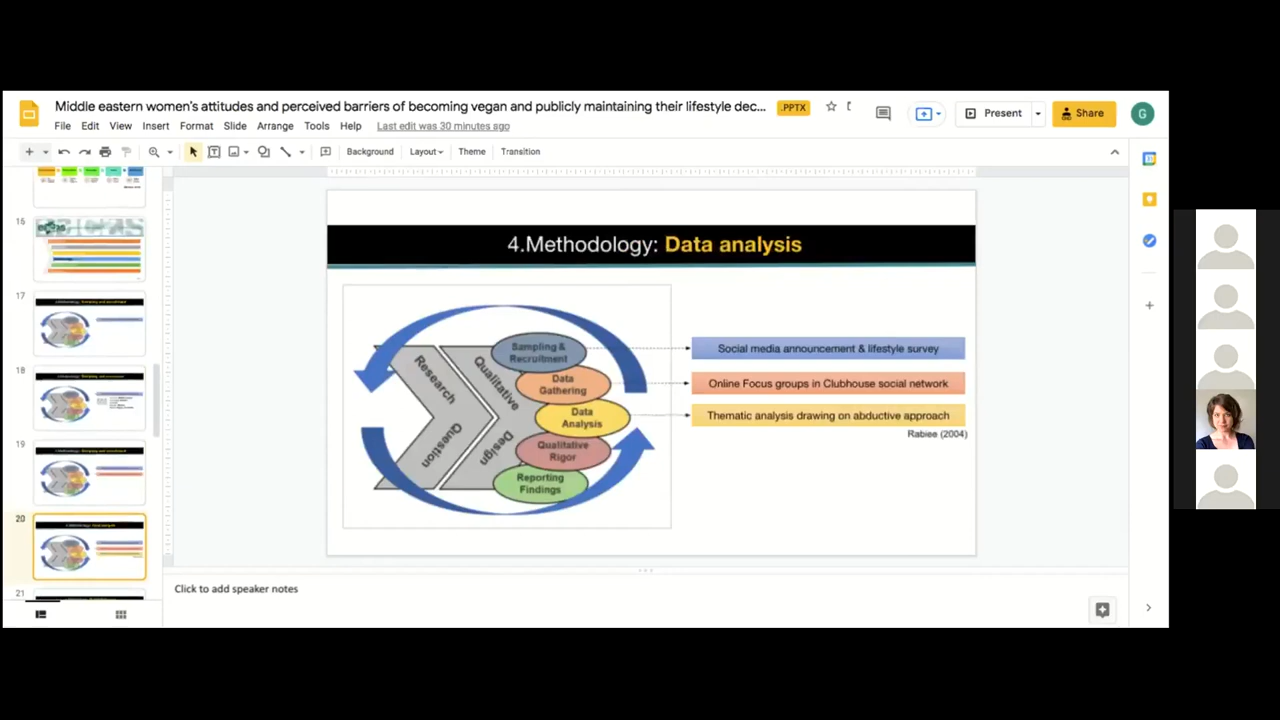 Middle eastern women's attitudes and perceived barriers of becoming vegan and publicly maintaining their lifestyle dec...
.PPTX
Share
Present
G
File Edit View Insert Format Slide Arrange Tools Help Last edit was 30 minutes ago
Background Layout Theme Transition
16
17
18
19
20
21
4.Methodology: Data analysis
Research
Question
Qualitative
Design
Sampling &
Recruitment
Data
Gathering
Data
Analysis
Qualitative
Rigor
Reporting
Findings
Social media announcement & lifestyle survey
Online Focus groups in Clubhouse social network
Thematic analysis drawing on abductive approach
Rabiee (2004)
Click to add speaker notes